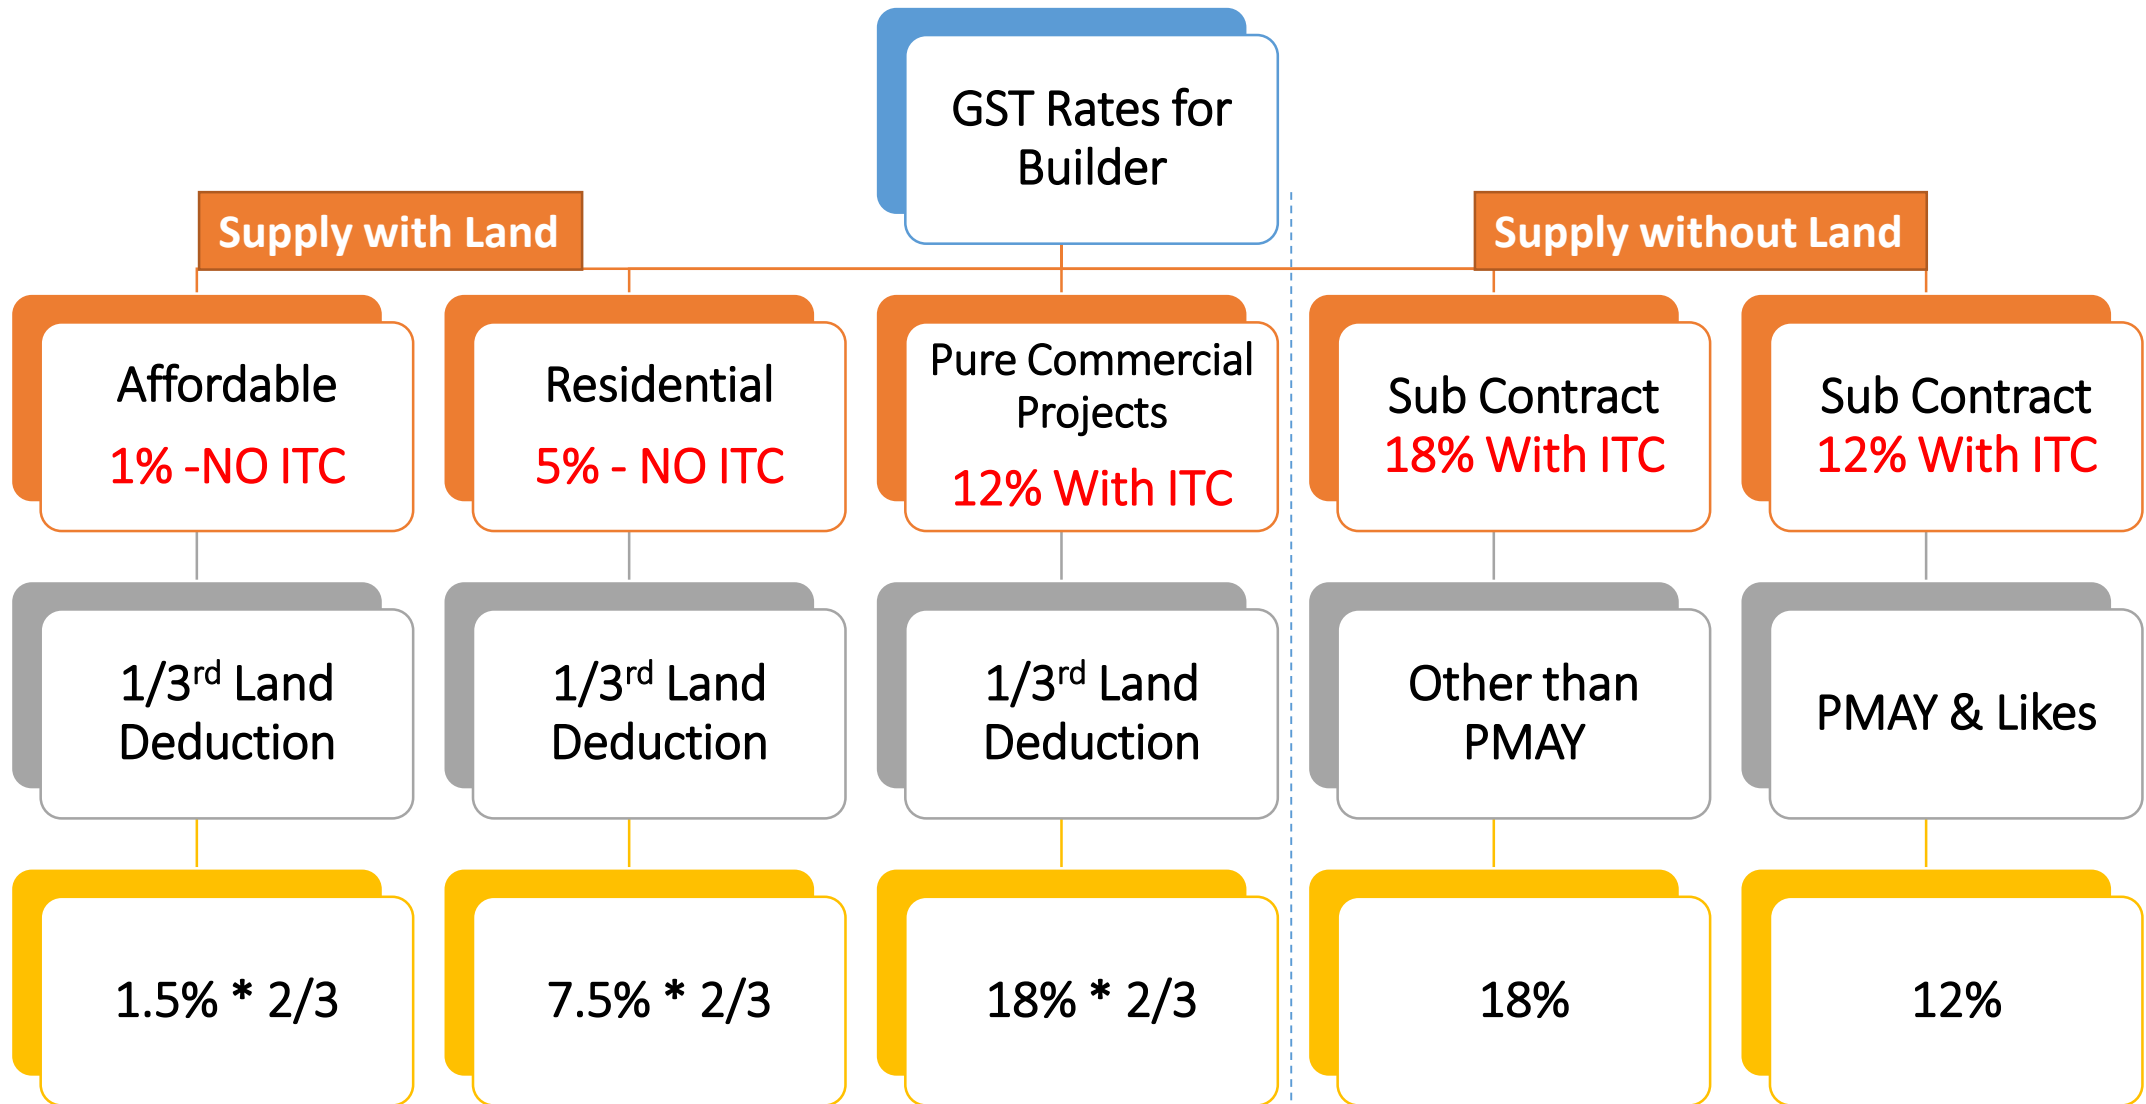 GST Rates for
Builder
Supply with Land
Supply without Land
Affordable
1% -NO ITC
Residential
5% - NO ITC
Pure Commercial
Projects
12% With ITC
Sub Contract
18% With ITC
Sub Contract
12% With ITC
1/3rd Land
Deduction
1/3rd Land
Deduction
1/3rd Land
Deduction
Other than
PMAY
PMAY & Likes
1.5% * 2/3
7.5% * 2/3
18% * 2/3
18%
12%